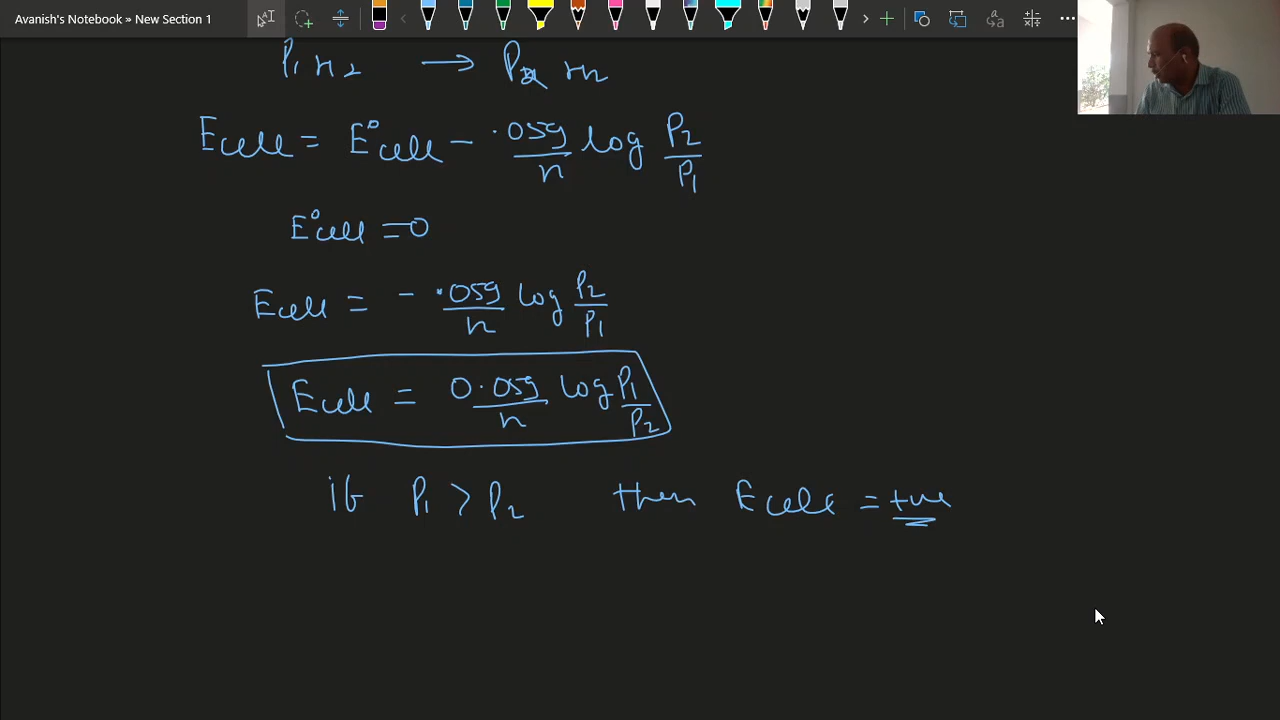 Avanish's Notebook » New Section 1
P₁ H₂ → P₂ H₂
Ecell = E°cell - .059/n log P₂/P₁
E°cell = 0
Ecell = - .059/n log P₂/P₁
Ecell = 0.059/n log P₁/P₂
if P₁ > P₂ then Ecell = +ve